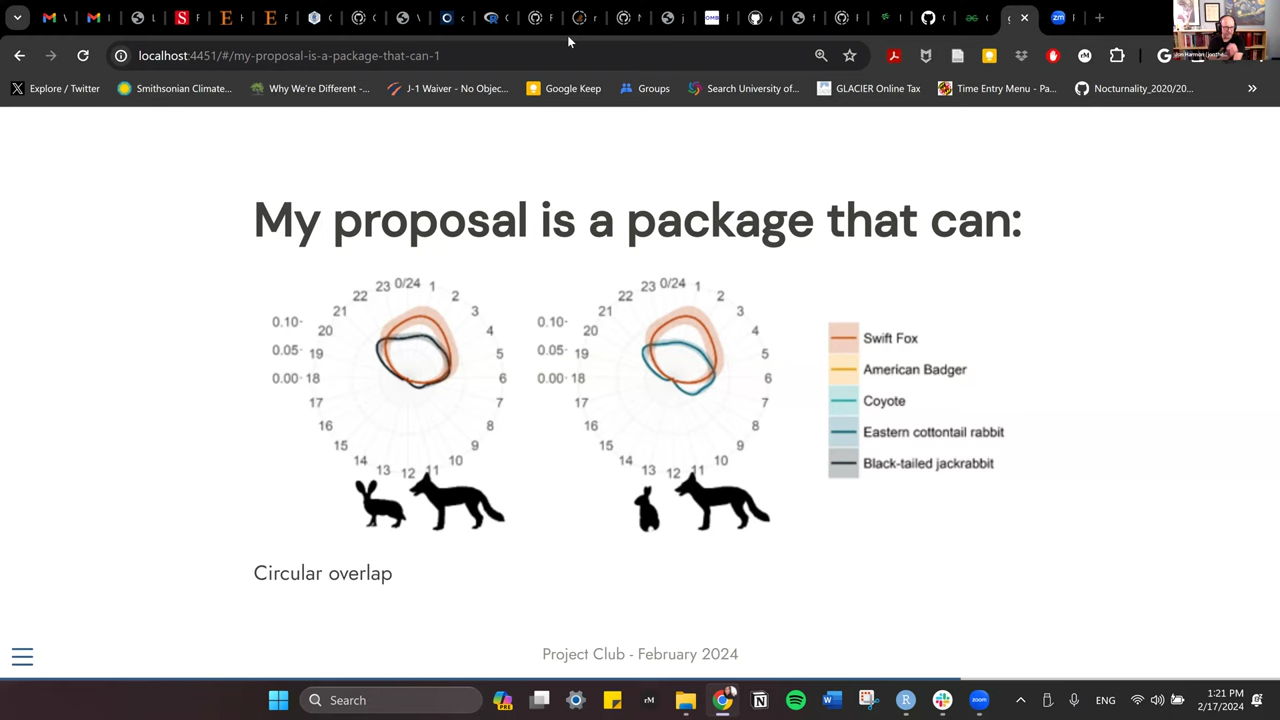 localhost:4451/#/my-proposal-is-a-package-that-can-1
Explore / Twitter
Smithsonian Climate...
Why We're Different -...
J-1 Waiver - No Objec...
Google Keep
Groups
Search University of...
GLACIER Online Tax
Time Entry Menu - Pa...
Nocturnality_2020/20...
»
My proposal is a package that can:
23 0/24 1
22 2
21 3
0.10
20 4
0.05 19 5
0.00 18 6
17 7
16 8
15 9
14 10
13 12 11
23 0/24 1
22 2
21 3
0.10
20 4
0.05 19 5
0.00 18 6
17 7
16 8
15 9
14 10
13 12 11
Swift Fox
American Badger
Coyote
Eastern cottontail rabbit
Black-tailed jackrabbit
Circular overlap
Project Club - February 2024
Search
ENG
1:21 PM
2/17/2024